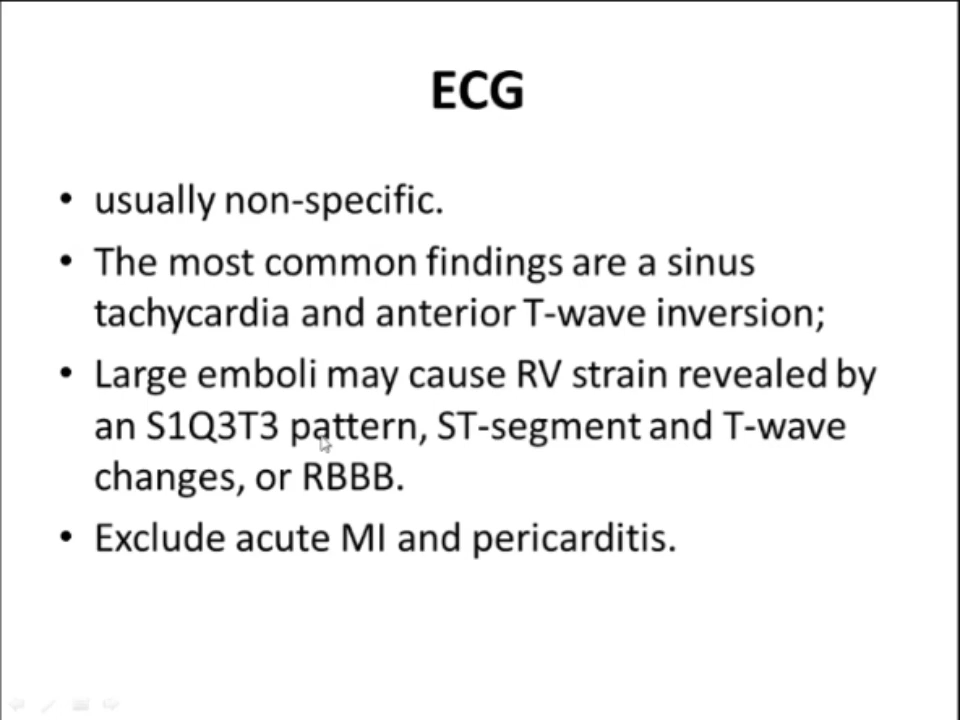 ECG
• usually non-specific.
• The most common findings are a sinus
tachycardia and anterior T-wave inversion;
• Large emboli may cause RV strain revealed by
an S1Q3T3 pattern, ST-segment and T-wave
changes, or RBBB.
• Exclude acute MI and pericarditis.